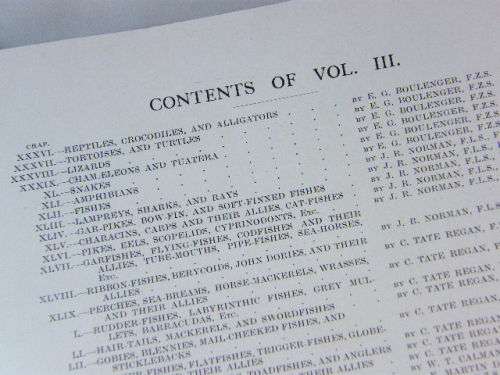 CONTENTS OF VOL. III.
CHAP.
XXXVI.—REPTILES, CROCODILES, AND ALLIGATORS
XXXVII.—TORTOISES, AND TURTLES
XXXVIII.—LIZARDS
XXXIX.—CHAMELEONS AND TUATERA
XL.—SNAKES
XLI.—AMPHIBIANS
XLII.—FISHES
XLIII.—LAMPREYS, SHARKS, AND RAYS
XLIV.—GAR-PIKES, BOW-FIN, AND SOFT-FINNED FISHES
XLV.—CHARACINS, CARPS AND THEIR ALLIES, CAT-FISHES
XLVI.—PIKES, EELS, SCOPELIDS, CYPRINODONTS, Etc.
XLVII.—GARFISHES, FLYING-FISHES, CODFISHES AND THEIR
ALLIES, TUBE-MOUTHS, PIPE-FISHES, SEA-HORSES,
Etc.
XLVIII.—RIBBON-FISHES, BERYCOIDS, JOHN DORIES, AND THEIR
ALLIES
XLIX.—PERCHES, SEA-BREAMS, HORSE-MACKERELS, WRASSES,
AND THEIR ALLIES
L.—RUDDER-FISHES, LABYRINTHIC FISHES, GREY MUL-
LETS, BARRACUDAS, Etc.
LI.—HAIR-TAILS, MACKERELS, AND SWORDFISHES
LII.—GOBIES, BLENNIES, MAIL-CHEEKED FISHES, AND
STICKLEBACKS
FISHES, FLATFISHES, TRIGGER-FISHES, GLOBE-
TOADFISHES, AND ANGLERS
BY E. G. BOULENGER, F.Z.S.
BY E. G. BOULENGER, F.Z.S.
BY E. G. BOULENGER, F.Z.S.
BY E. G. BOULENGER, F.Z.S.
BY E. G. BOULENGER, F.Z.S.
BY J. R. NORMAN, F.L.S.
BY J. R. NORMAN, F.L.S.
BY J. R. NORMAN, F.L.S.
BY J. R. NORMAN, F.L.S.
BY C. TATE REGAN,
BY C. TATE REGAN,
BY C. TATE REGAN
BY C. TATE REGAN
BY C. TATE REGAN
BY C. TATE REGAN
BY W. T. CALMAN
MARTIN